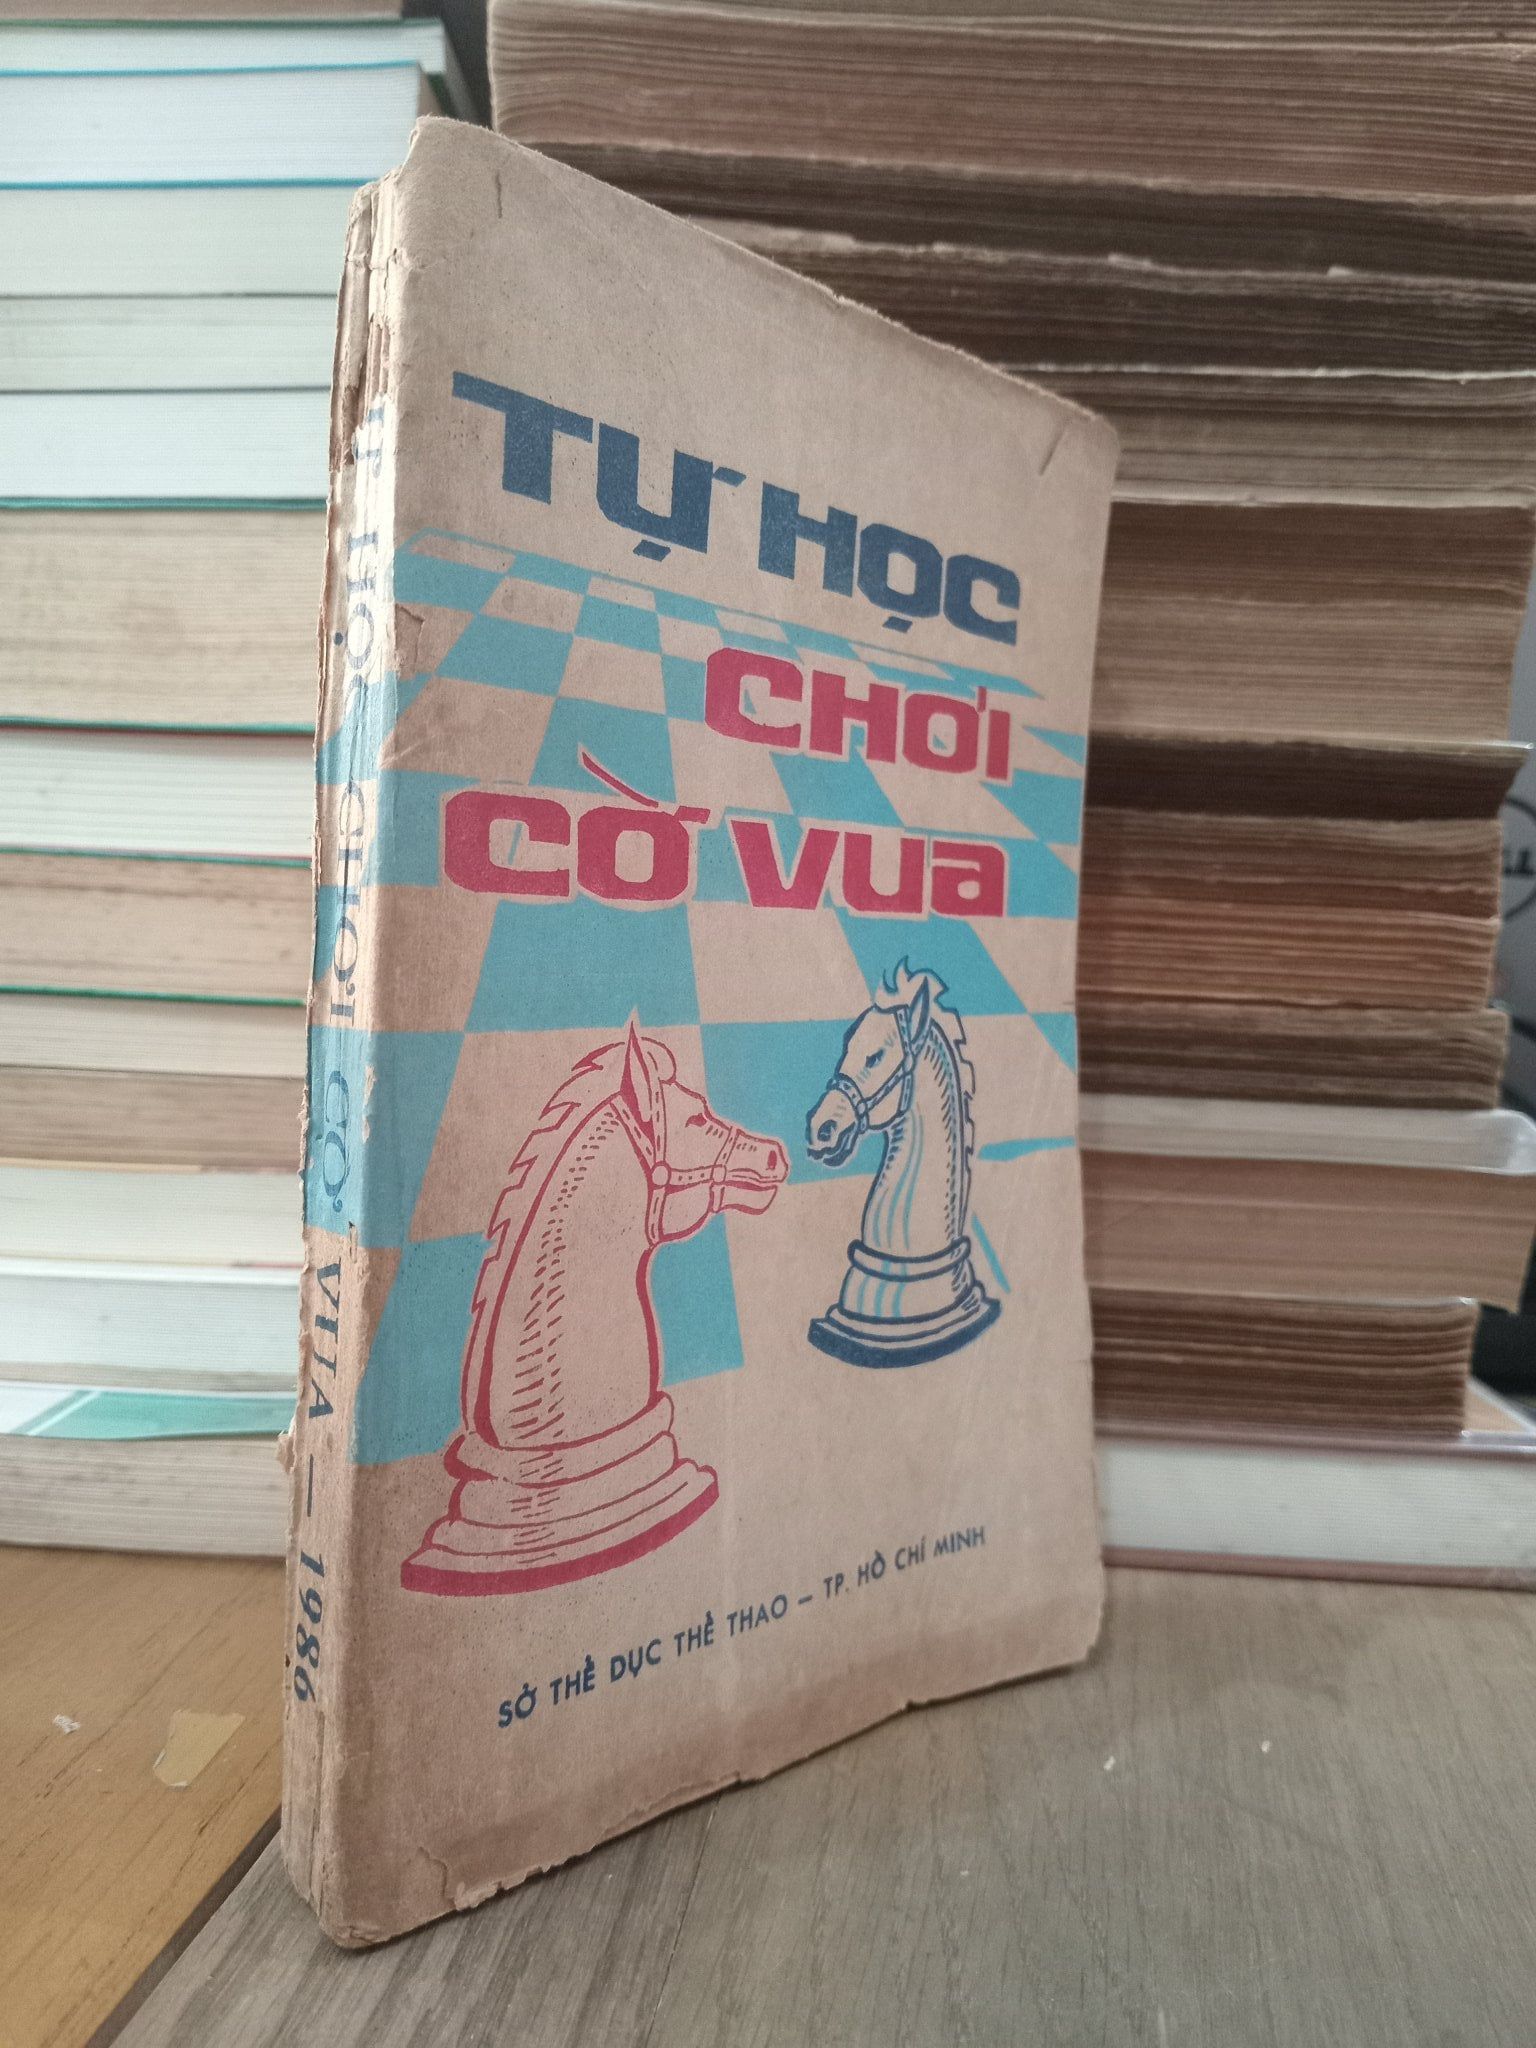 TỰ HỌC
CHƠI
CỜ VUA
SỞ THỂ DỤC THỂ THAO — TP. HỒ CHÍ MINH
TỰ HỌC CHƠI CỜ VUA — 1986